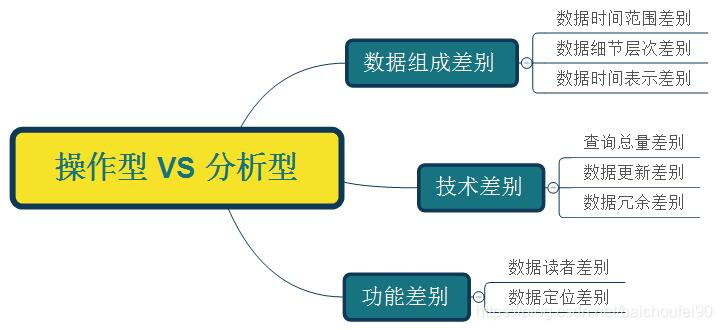 操作型 VS 分析型
数据组成差别
数据时间范围差别
数据细节层次差别
数据时间表示差别
技术差别
查询总量差别
数据更新差别
数据冗余差别
功能差别
数据读者差别
数据定位差别
https://blog.csdn.net/baichoufei90